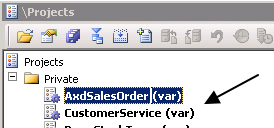 \Projects
Projects
Private
AxdSalesOrder (var)
CustomerService (var)